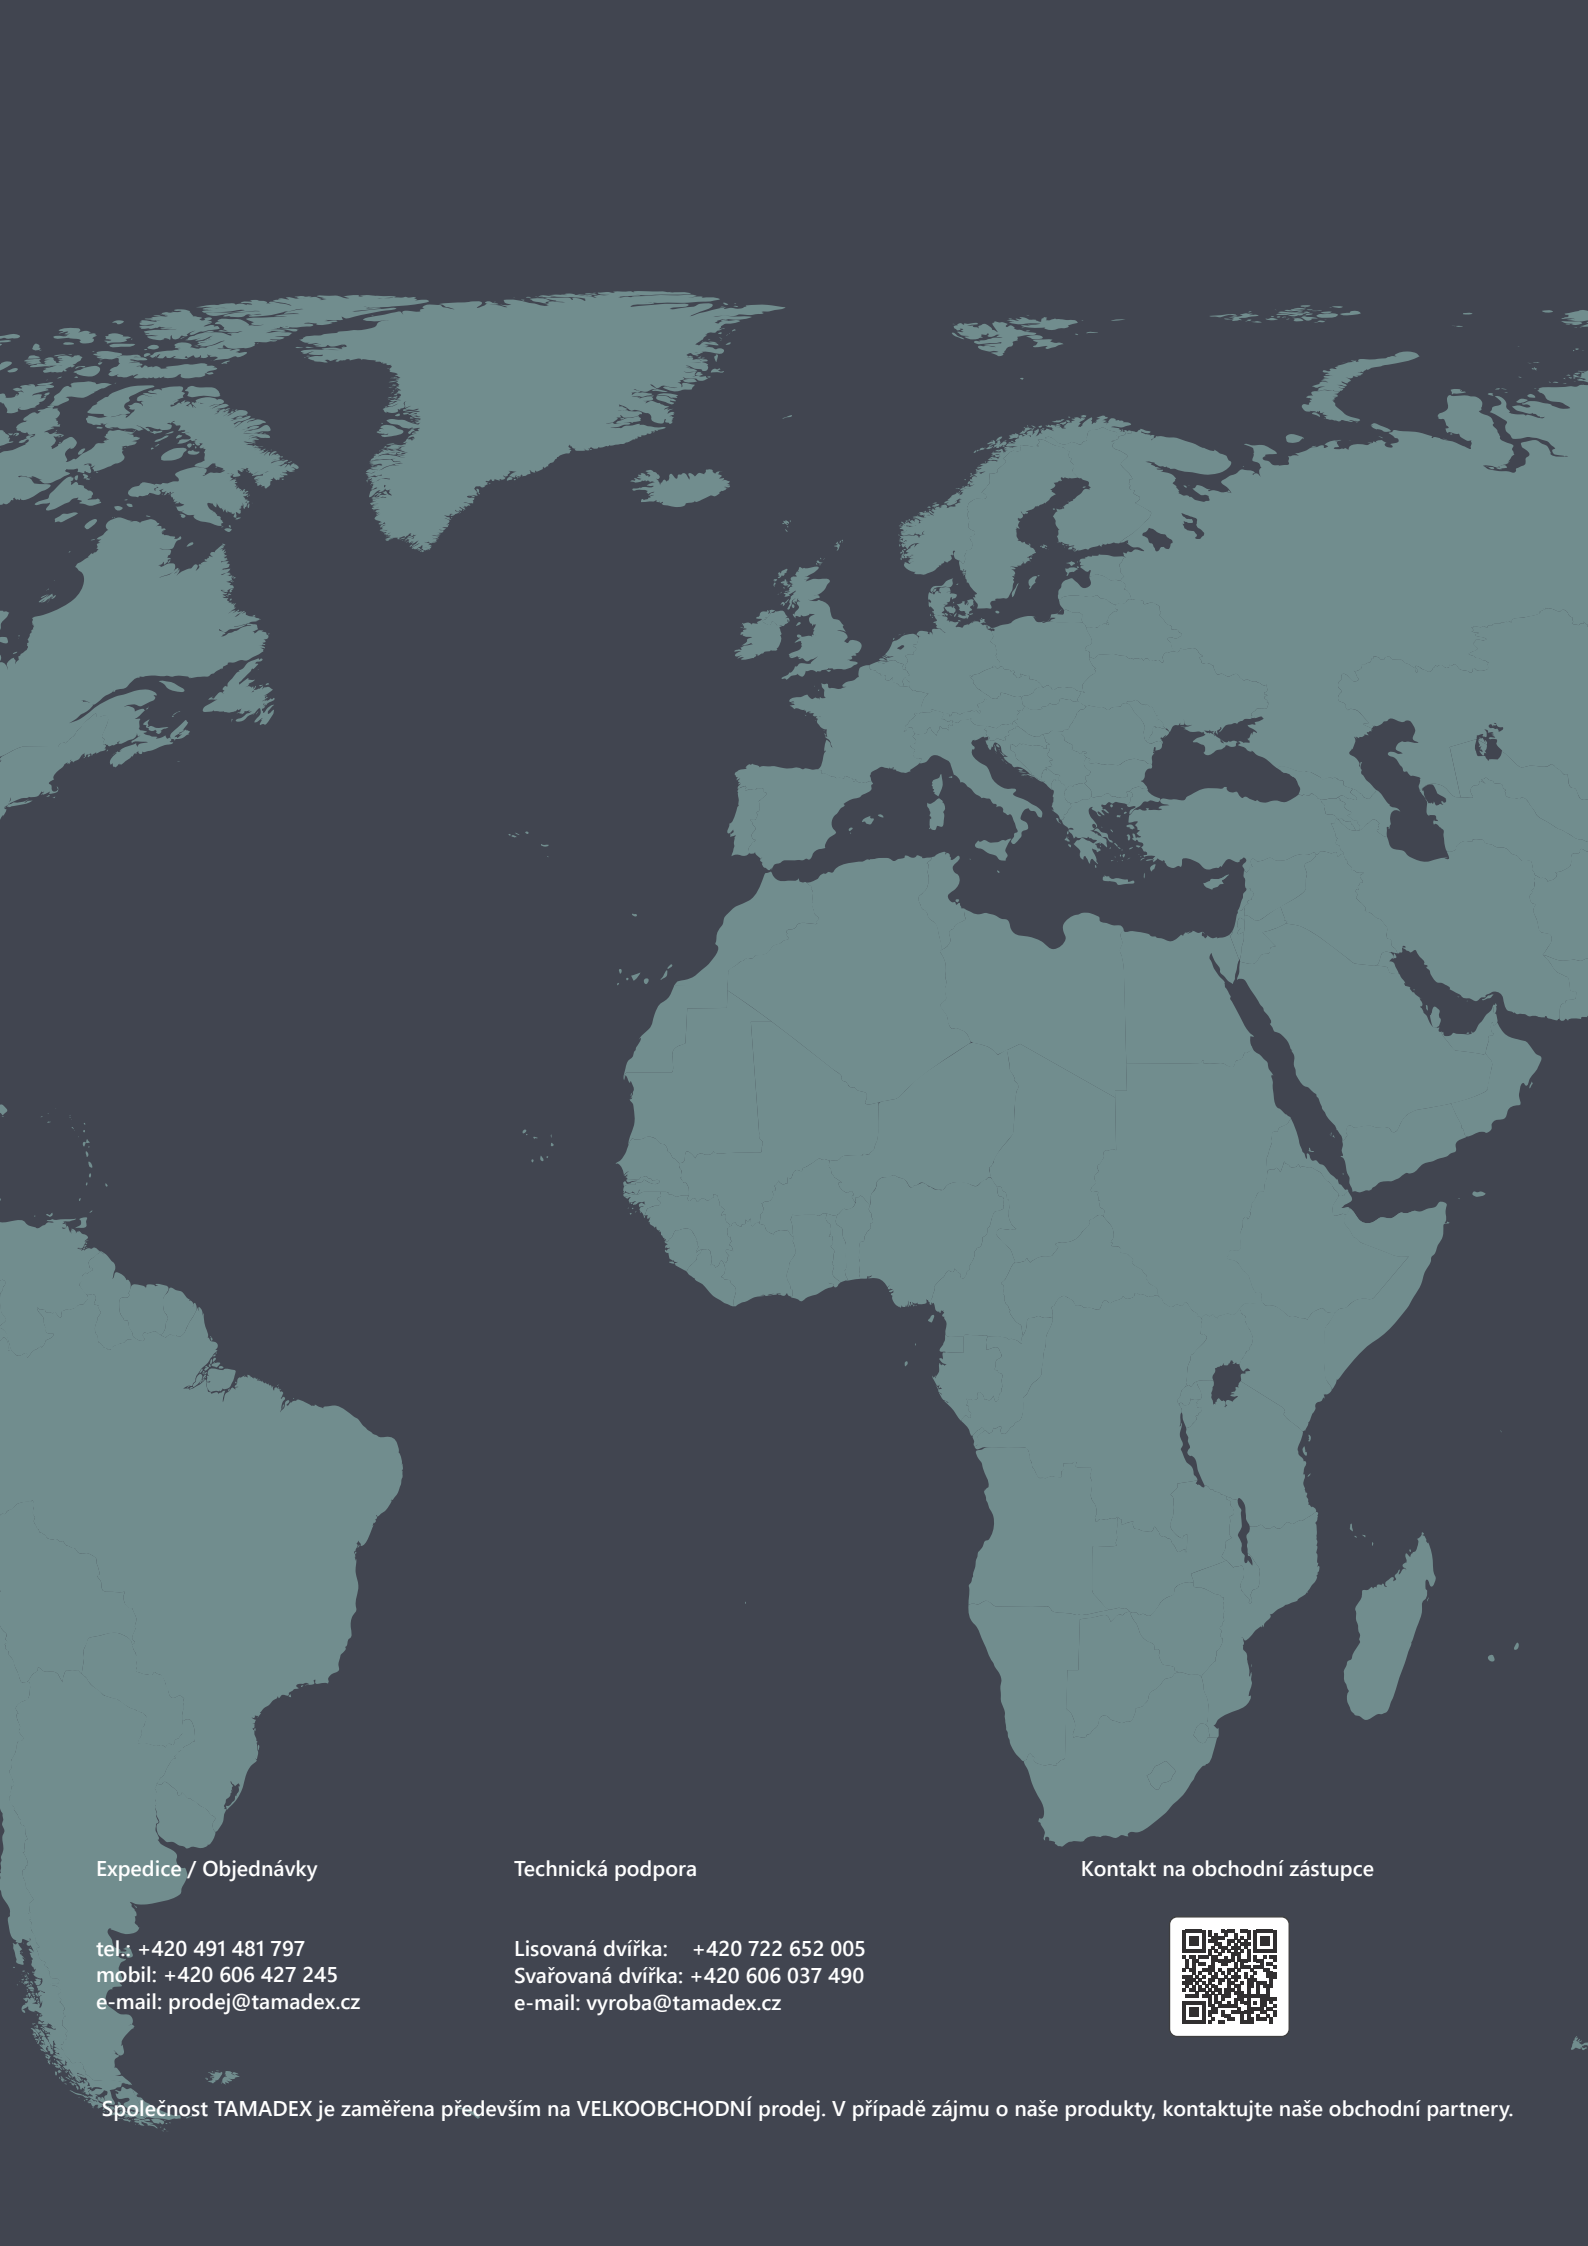 Expedice / Objednávky
tel.: +420 491 481 797
mobil: +420 606 427 245
e-mail: prodej@tamadex.cz
Technická podpora
Lisovaná dvířka: +420 722 652 005
Svařovaná dvířka: +420 606 037 490
e-mail: vyroba@tamadex.cz
Kontakt na obchodní zástupce
Společnost TAMADEX je zaměřena především na VELKOOBCHODNÍ prodej. V případě zájmu o naše produkty, kontaktujte naše obchodní partnery.